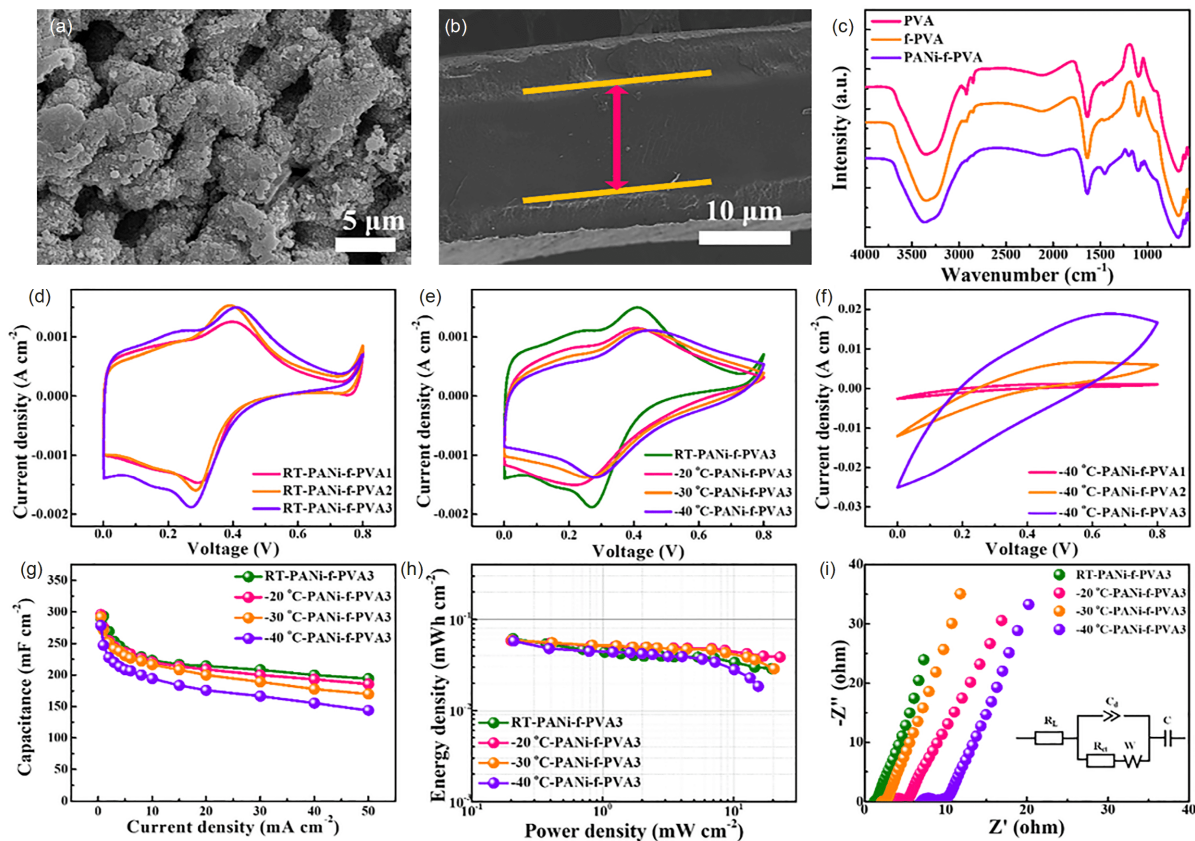 (a)
5 μm
(b)
10 μm
(c)
PVA
f-PVA
PANi-f-PVA
Intensity (a.u.)
4000 3000 2500 2000 1500 1000
Wavenumber (cm⁻¹)
(d)
0.001
0.000
-0.001
-0.002
Current density (A cm⁻²)
RT-PANi-f-PVA1
RT-PANi-f-PVA2
RT-PANi-f-PVA3
0.0 0.2 0.4 0.6 0.8
Voltage (V)
(e)
0.001
0.000
-0.001
-0.002
Current density (A cm⁻²)
RT-PANi-f-PVA3
-20 °C-PANi-f-PVA3
-30 °C-PANi-f-PVA3
-40 °C-PANi-f-PVA3
0.0 0.2 0.4 0.6 0.8
Voltage (V)
(f)
0.02
0.01
0.00
-0.01
-0.02
-0.03
Current density (A cm⁻²)
-40 °C-PANi-f-PVA1
-40 °C-PANi-f-PVA2
-40 °C-PANi-f-PVA3
0.0 0.2 0.4 0.6 0.8
Voltage (V)
(g)
350
300
250
200
150
100
50
0
Capacitance (mF cm⁻²)
RT-PANi-f-PVA3
-20 °C-PANi-f-PVA3
-30 °C-PANi-f-PVA3
-40 °C-PANi-f-PVA3
0 10 20 30 40 50
Current density (mA cm⁻²)
(h)
10⁻¹
10⁻²
10⁻³
Energy density (mWh cm⁻²)
RT-PANi-f-PVA3
-20 °C-PANi-f-PVA3
-30 °C-PANi-f-PVA3
-40 °C-PANi-f-PVA3
10⁻¹ 10⁰ 10¹
Power density (mW cm⁻²)
(i)
40
30
20
10
0
-Z'' (ohm)
RT-PANi-f-PVA3
-20 °C-PANi-f-PVA3
-30 °C-PANi-f-PVA3
-40 °C-PANi-f-PVA3
R_L
C_d
R_ct
W
C
0 10 20 30 40
Z' (ohm)